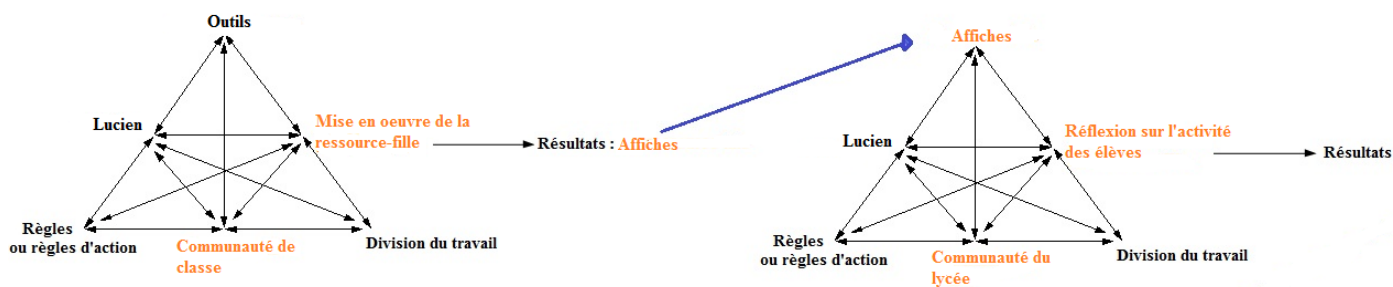 Outils
Lucien
Mise en oeuvre de la
ressource-fille
Résultats : Affiches
Règles
ou règles d'action
Communauté de
classe
Division du travail
Affiches
Lucien
Réflexion sur l'activité
des élèves
Résultats
Règles
ou règles d'action
Communauté du
lycée
Division du travail